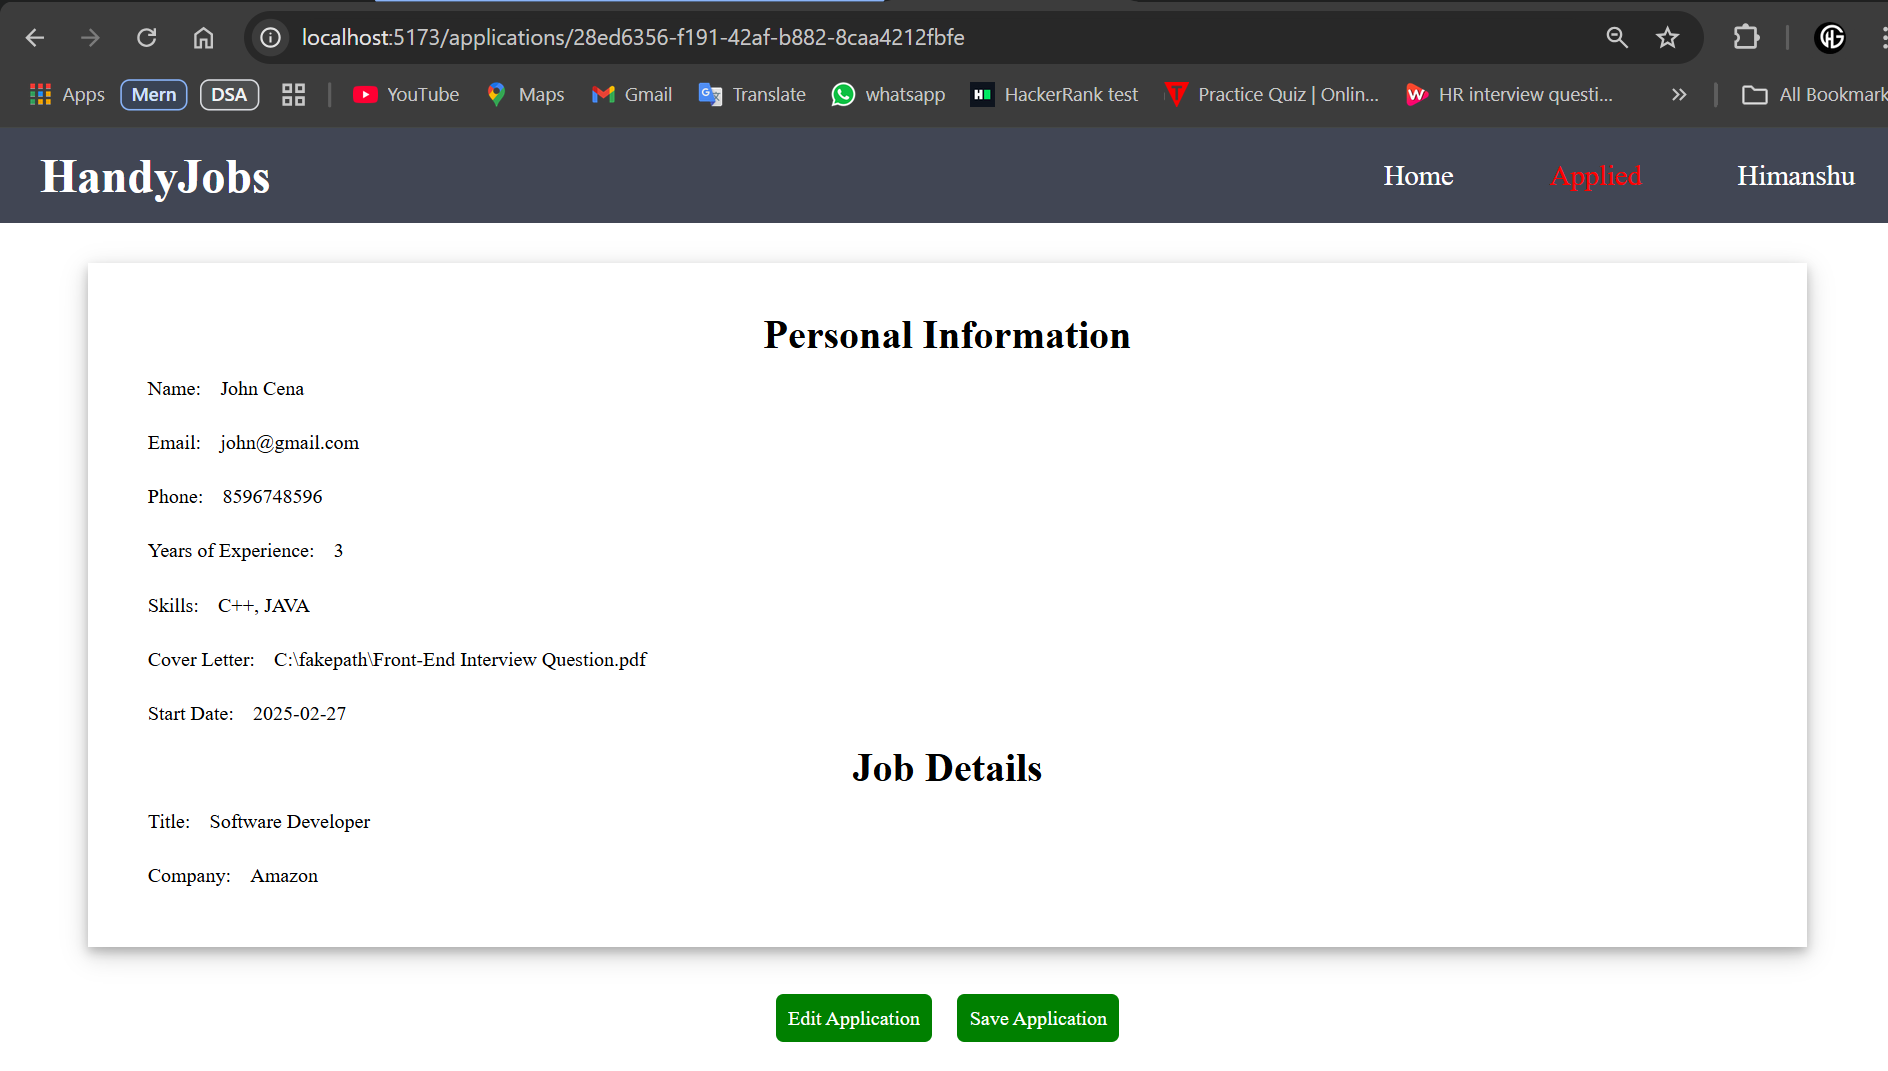 localhost:5173/applications/28ed6356-f191-42af-b882-8caa4212fbfe
Apps Mern DSA YouTube Maps Gmail Translate whatsapp HackerRank test Practice Quiz | Onlin... HR interview questi... All Bookmark
HandyJobs Home Applied Himanshu
Personal Information
Name: John Cena
Email: john@gmail.com
Phone: 8596748596
Years of Experience: 3
Skills: C++, JAVA
Cover Letter: C:\fakepath\Front-End Interview Question.pdf
Start Date: 2025-02-27
Job Details
Title: Software Developer
Company: Amazon
Edit Application Save Application